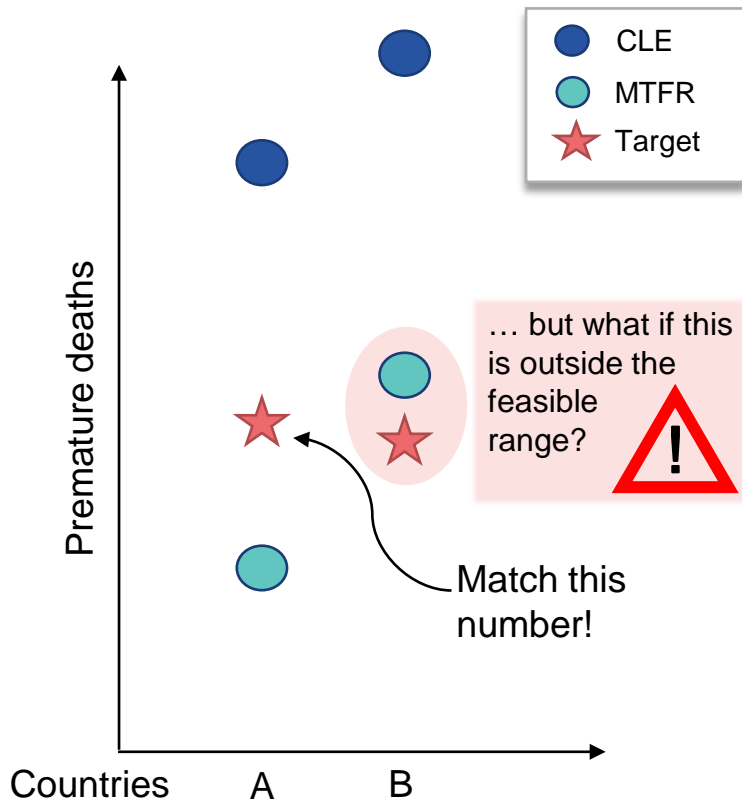 CLE
MTFR
Target
Premature deaths
… but what if this
is outside the
feasible
range?
!
Match this
number!
Countries
A
B